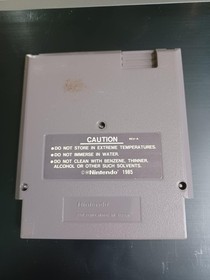 CAUTION
●DO NOT STORE IN EXTREME TEMPERATURES.
●DO NOT IMMERSE IN WATER.
●DO NOT CLEAN WITH BENZENE, THINNER,
ALCOHOL OR OTHER SUCH SOLVENTS.
©Nintendo 1985
Nintendo